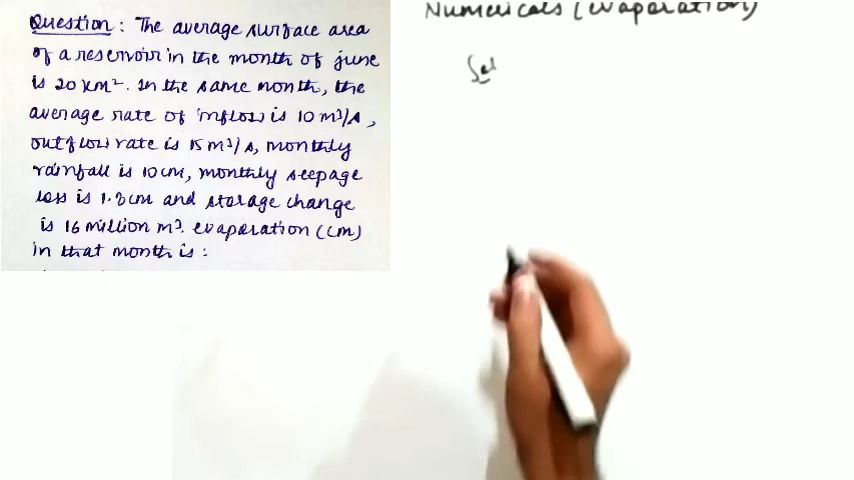 Question : The average surface area
of a reservoir in the month of june
is 20 Km². In the same month, the
average rate of inflow is 10 m³/s,
outflow rate is 15 m³/s, monthly
rainfall is 10 cm, monthly seepage
loss is 1.8 cm and storage change
is 16 million m³. evaporation (cm)
in that month is :
Numericals (evaporation)
Sol